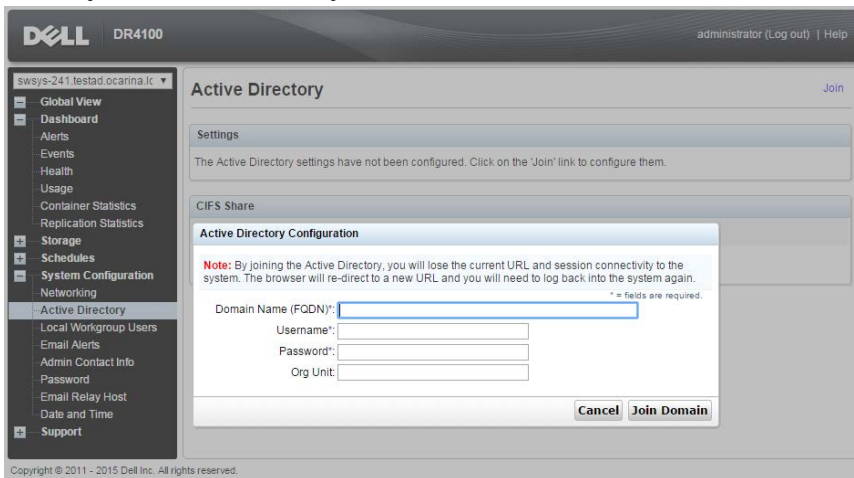 DELL DR4100
administrator (Log out) | Help
swsys-241.testad.ocarina.lc
Global View
Dashboard
Alerts
Events
Health
Usage
Container Statistics
Replication Statistics
Storage
Schedules
System Configuration
Networking
Active Directory
Local Workgroup Users
Email Alerts
Admin Contact Info
Password
Email Relay Host
Date and Time
Support
Active Directory
Join
Settings
The Active Directory settings have not been configured. Click on the 'Join' link to configure them.
CIFS Share
Active Directory Configuration
Note: By joining the Active Directory, you will lose the current URL and session connectivity to the
system. The browser will re-direct to a new URL and you will need to log back into the system again.
* = fields are required.
Domain Name (FQDN)*:
Username*:
Password*:
Org Unit:
Cancel Join Domain
Copyright © 2011 - 2015 Dell Inc. All rights reserved.